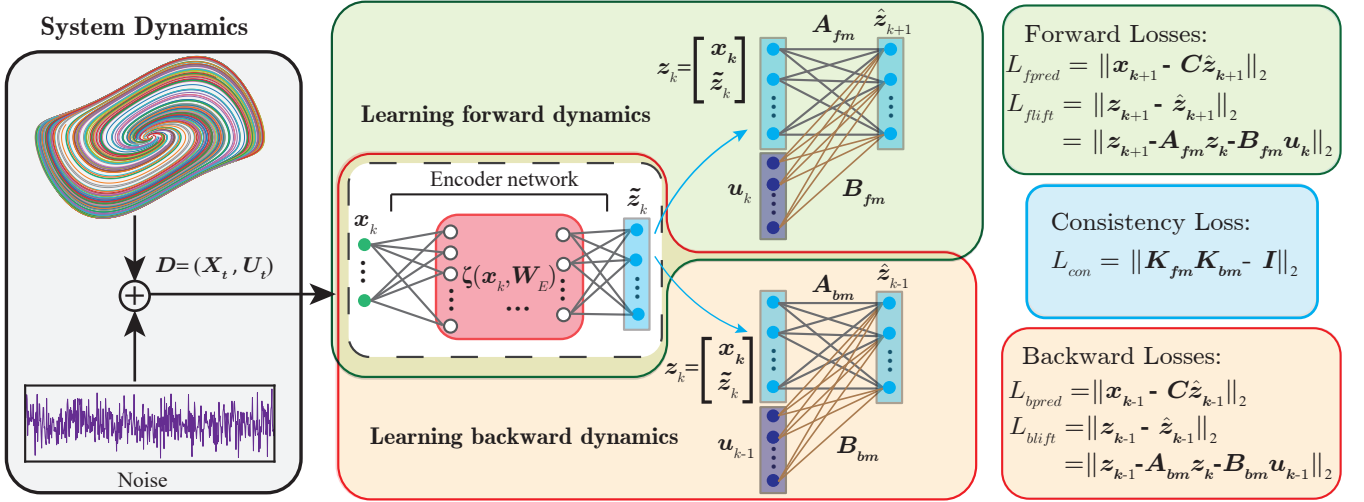 System Dynamics
D=(X_t, U_t)
+
Noise
Learning forward dynamics
Encoder network
x_k
ζ(x_k, W_E)
z̃_k
z_k = [x_k z̃_k]
u_k
A_fm
B_fm
ẑ_{k+1}
Learning backward dynamics
z_k = [x_k z̃_k]
u_{k-1}
A_bm
B_bm
ẑ_{k-1}
Forward Losses:
L_fpred = ||x_{k+1} - Cẑ_{k+1}||_2
L_flift = ||z_{k+1} - ẑ_{k+1}||_2
= ||z_{k+1} - A_fm z_k - B_fm u_k||_2
Consistency Loss:
L_con = ||K_fm K_bm - I||_2
Backward Losses:
L_bpred = ||x_{k-1} - Cẑ_{k-1}||_2
L_blift = ||z_{k-1} - ẑ_{k-1}||_2
= ||z_{k-1} - A_bm z_k - B_bm u_{k-1}||_2